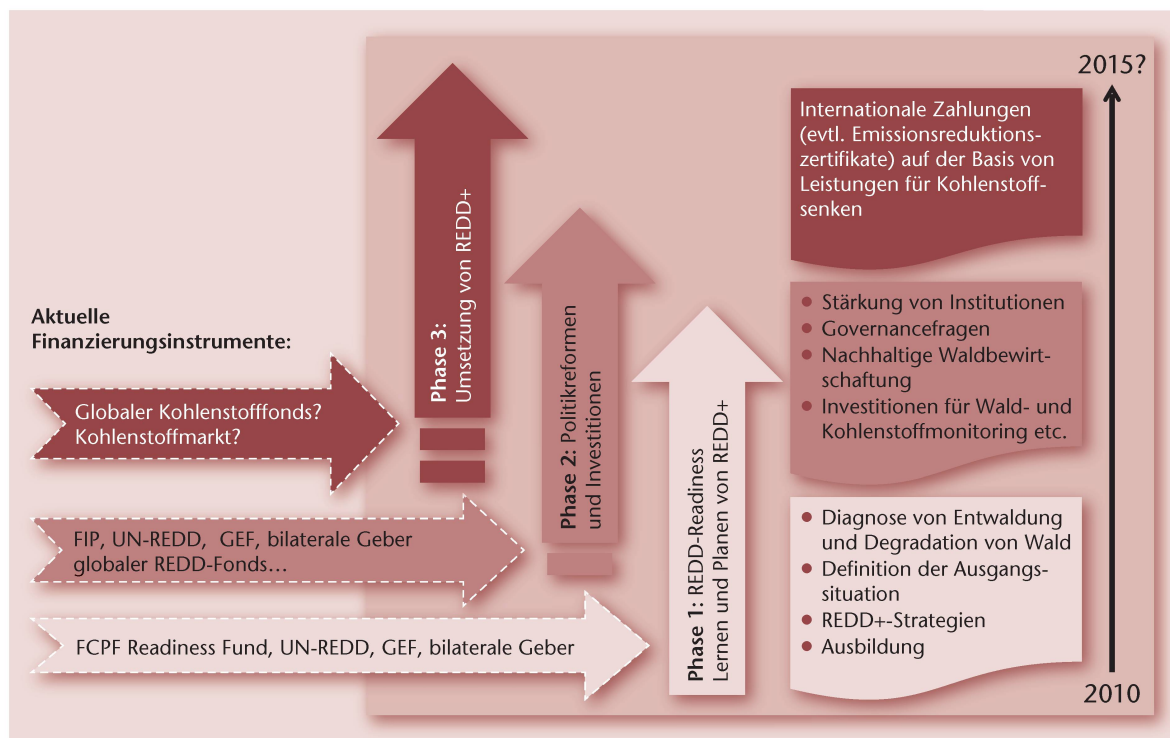 Aktuelle
Finanzierungsinstrumente:
Globaler Kohlenstofffonds?
Kohlenstoffmarkt?
FIP, UN-REDD, GEF, bilaterale Geber
globaler REDD-Fonds…
FCPF Readiness Fund, UN-REDD, GEF, bilaterale Geber
Phase 3:
Umsetzung von REDD+
Phase 2: Politikreformen
und Investitionen
Phase 1: REDD-Readiness
Lernen und Planen von REDD+
Internationale Zahlungen
(evtl. Emissionsreduktions-
zertifikate) auf der Basis von
Leistungen für Kohlenstoff-
senken
● Stärkung von Institutionen
● Governancefragen
● Nachhaltige Waldbewirt-
schaftung
● Investitionen für Wald- und
Kohlenstoffmonitoring etc.
● Diagnose von Entwaldung
und Degradation von Wald
● Definition der Ausgangs-
situation
● REDD+-Strategien
● Ausbildung
2015?
2010